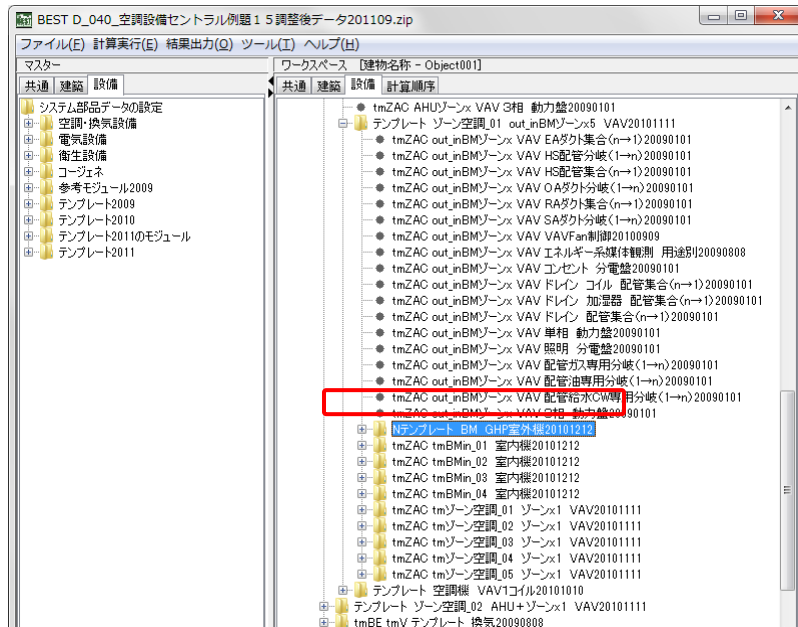 BEST D_040_空調設備セントラル例題１５調整後データ201109.zip
ファイル(F) 計算実行(E) 結果出力(O) ツール(T) ヘルプ(H)
マスター
共通 建築 設備
システム部品データの設定
空調･換気設備
電気設備
衛生設備
コージェネ
参考モジュール2009
テンプレート2009
テンプレート2010
テンプレート2011のモジュール
テンプレート2011
ワークスペース [建物名称 - Object001]
共通 建築 設備 計算順序
tmZAC AHUゾーンx VAV 3相 動力盤20090101
テンプレート ゾーン空調_01 out_inBMゾーンx5 VAV20101111
tmZAC out_inBMゾーンx VAV EAダクト集合(n→1)20090101
tmZAC out_inBMゾーンx VAV HS配管分岐(1→n)20090101
tmZAC out_inBMゾーンx VAV HS配管集合(n→1)20090101
tmZAC out_inBMゾーンx VAV OAダクト分岐(1→n)20090101
tmZAC out_inBMゾーンx VAV RAダクト集合(n→1)20090101
tmZAC out_inBMゾーンx VAV SAダクト分岐(1→n)20090101
tmZAC out_inBMゾーンx VAV VAVFan制御20100909
tmZAC out_inBMゾーンx VAV エネルギー系媒体観測 用途別20090808
tmZAC out_inBMゾーンx VAV コンセント 分電盤20090101
tmZAC out_inBMゾーンx VAV ドレイン コイル 配管集合(n→1)20090101
tmZAC out_inBMゾーンx VAV ドレイン 加湿器 配管集合(n→1)20090101
tmZAC out_inBMゾーンx VAV ドレイン 配管集合(n→1)20090101
tmZAC out_inBMゾーンx VAV 単相 動力盤20090101
tmZAC out_inBMゾーンx VAV 照明 分電盤20090101
tmZAC out_inBMゾーンx VAV 配管ガス専用分岐(1→n)20090101
tmZAC out_inBMゾーンx VAV 配管油専用分岐(1→n)20090101
tmZAC out_inBMゾーンx VAV 配管給水CW専用分岐(1→n)20090101
tmZAC out_inBMゾーンx VAV 3相 動力盤20090101
Nテンプレート BM GHP室外機20101212
tmZAC tmBMin_01 室内機20101212
tmZAC tmBMin_02 室内機20101212
tmZAC tmBMin_03 室内機20101212
tmZAC tmBMin_04 室内機20101212
tmZAC tmゾーン空調_01 ゾーンx1 VAV20101111
tmZAC tmゾーン空調_02 ゾーンx1 VAV20101111
tmZAC tmゾーン空調_03 ゾーンx1 VAV20101111
tmZAC tmゾーン空調_04 ゾーンx1 VAV20101111
tmZAC tmゾーン空調_05 ゾーンx1 VAV20101111
テンプレート 空調機 VAV1コイル20101010
テンプレート ゾーン空調_02 AHU+ゾーンx1 VAV20101111
tmBE tmV テンプレート 換気20090808